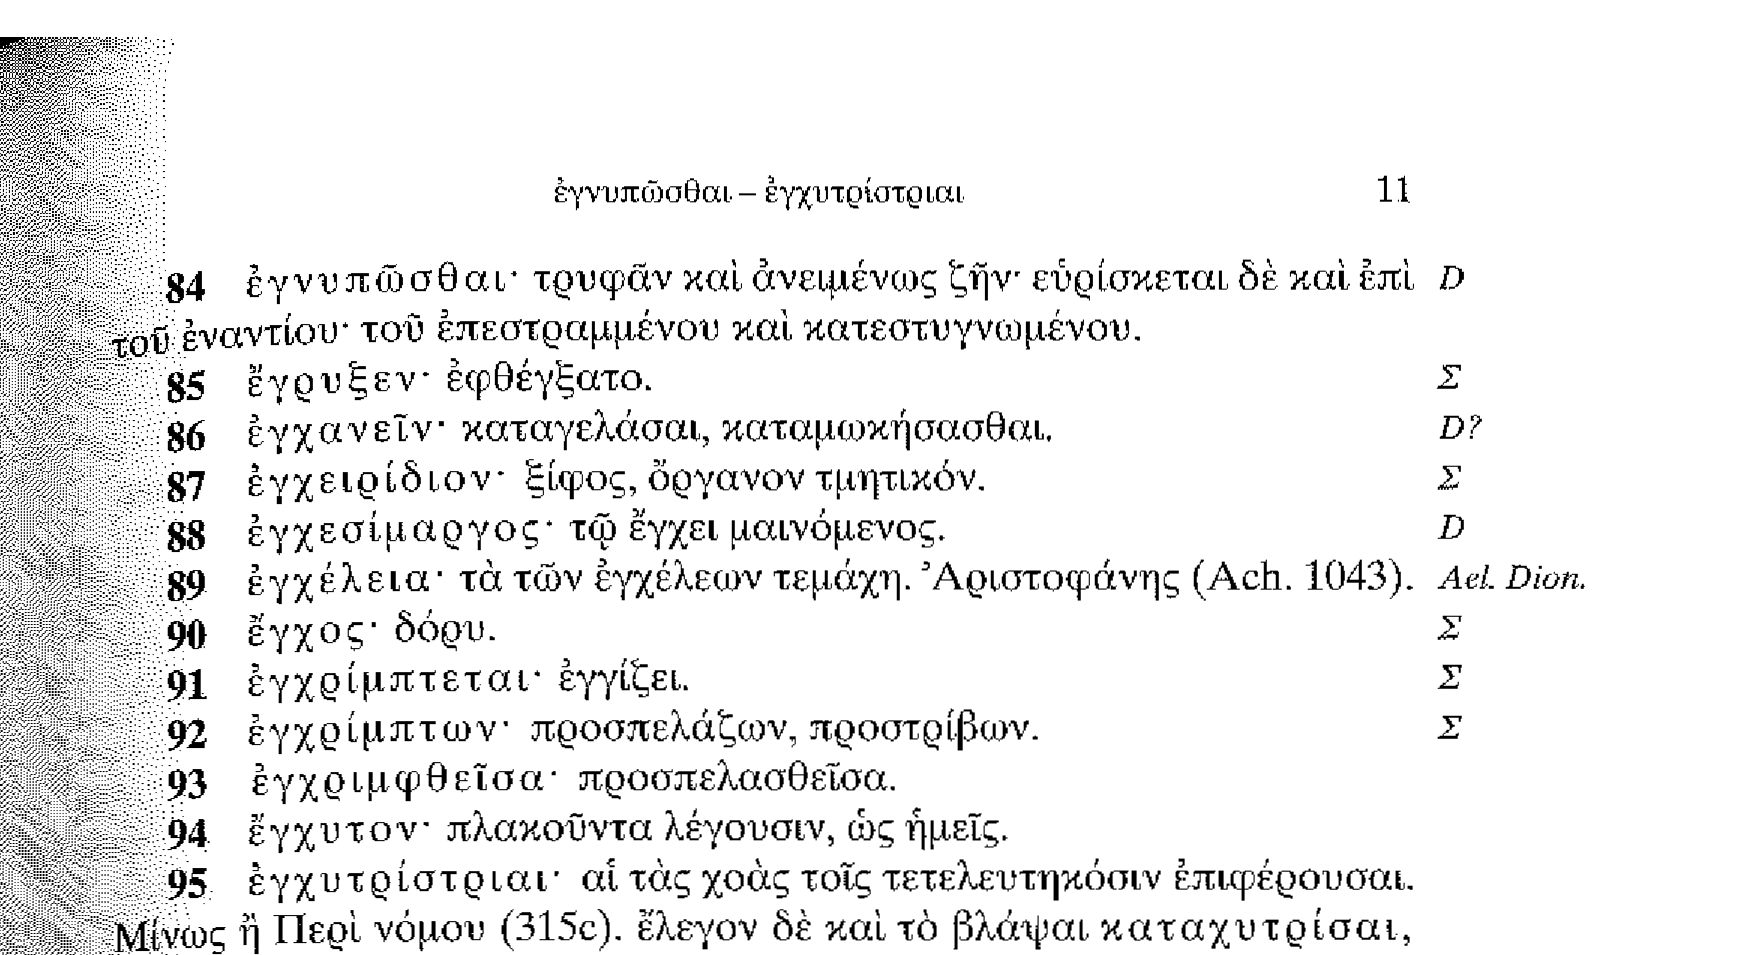 ἐγνυπῶσθαι – ἐγχυτρίστριαι 11
84 ἐγνυπῶσθαι· τρυφᾶν καὶ ἀνειμένως ζῆν· εὑρίσκεται δὲ καὶ ἐπὶ D
τοῦ ἐναντίου· τοῦ ἐπεστραμμένου καὶ κατεστυγνωμένου.
85 ἔγρυξεν· ἐφθέγξατο. Σ
86 ἐγχανεῖν· καταγελάσαι, καταμωκήσασθαι. D?
87 ἐγχειρίδιον· ξίφος, ὄργανον τμητικόν. Σ
88 ἐγχεσίμαργος· τῷ ἔγχει μαινόμενος. D
89 ἐγχέλεια· τὰ τῶν ἐγχέλεων τεμάχη. Ἀριστοφάνης (Ach. 1043). Ael. Dion.
90 ἔγχος· δόρυ. Σ
91 ἐγχρίμπτεται· ἐγγίζει. Σ
92 ἐγχρίμπτων· προσπελάζων, προστρίβων. Σ
93 ἐγχριμφθεῖσα· προσπελασθεῖσα.
94 ἔγχυτον· πλακοῦντα λέγουσιν, ὡς ἡμεῖς.
95 ἐγχυτρίστριαι· αἱ τὰς χοὰς τοῖς τετελευτηκόσιν ἐπιφέρουσαι.
Μίνως ἢ Περὶ νόμου (315c). ἔλεγον δὲ καὶ τὸ βλάψαι καταχυτρίσαι,